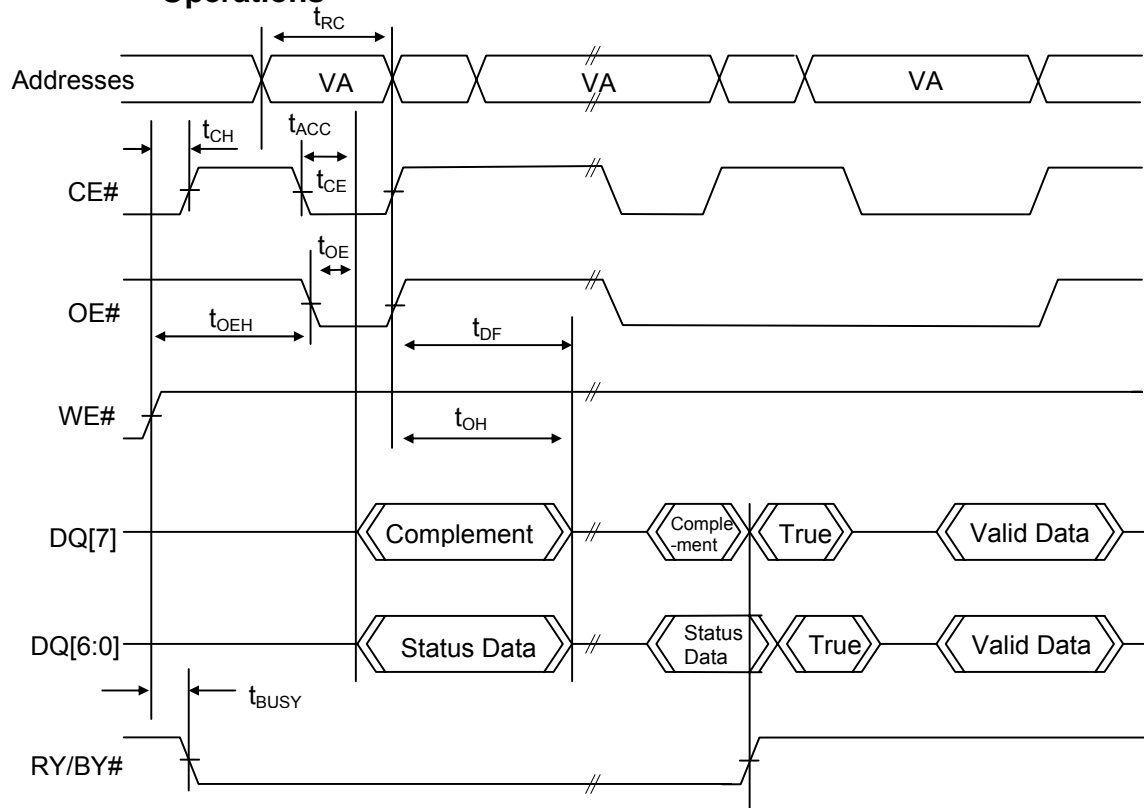 Operations
tRC
Addresses
VA
VA
VA
tCH
tACC
CE#
tCE
tOE
OE#
tOEH
tDF
WE#
tOH
DQ[7]
Complement
Comple
-ment
True
Valid Data
DQ[6:0]
Status Data
Status
Data
True
Valid Data
tBUSY
RY/BY#